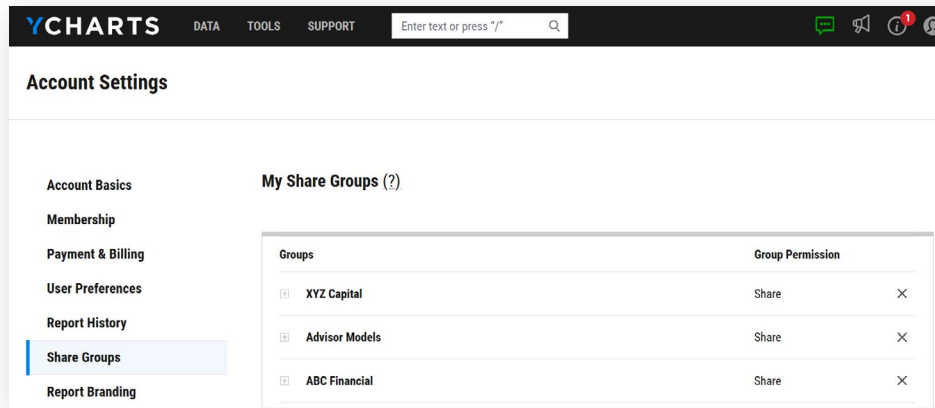 YCHARTS DATA TOOLS SUPPORT Enter text or press "/" 1
Account Settings
Account Basics
Membership
Payment & Billing
User Preferences
Report History
Share Groups
Report Branding
My Share Groups (?)
Groups Group Permission
XYZ Capital Share
Advisor Models Share
ABC Financial Share